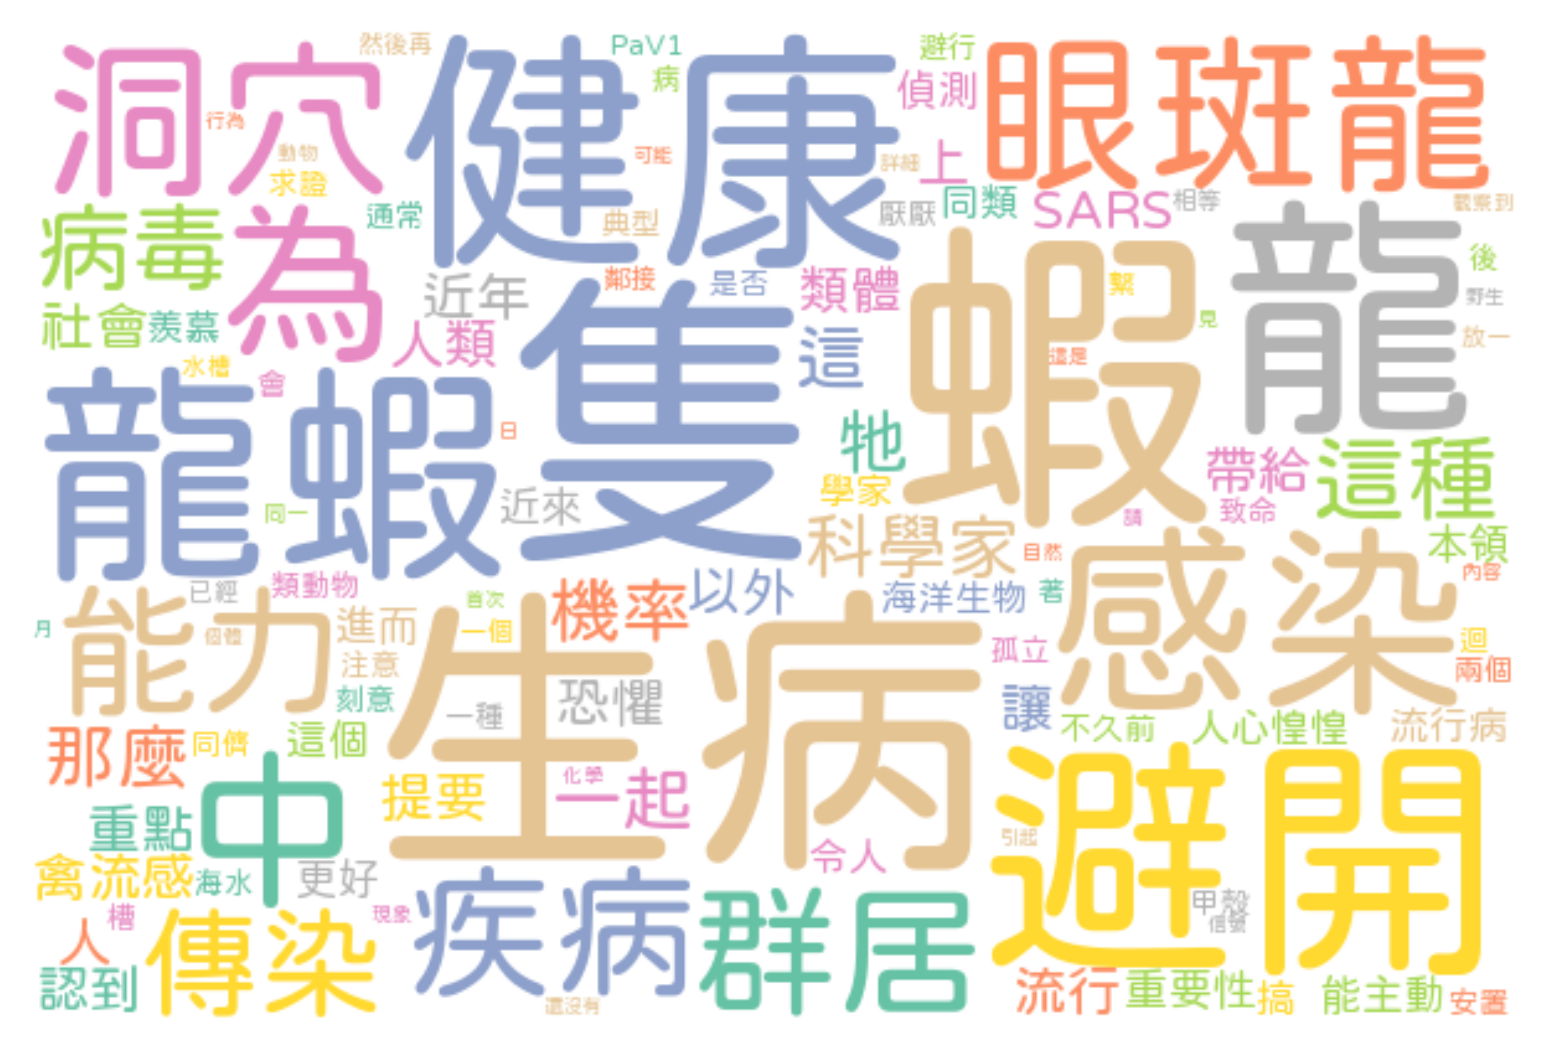 洞穴
然後再
健康
PaV1
病
避行
偵測
眼斑龍
行為
動物
求證
可能
詳細
上
通常
典型
厭厭
同類
SARS
相等
觀察到
病毒
為
蝦
龍
後
近年
鄰接
是否
類體
繫
野生
社會
羨慕
人類
隻
這
見
放一
水槽
會
還是
龍蝦
日
牠
帶給
這種
同一
近來
學家
致命
科學家
請
自然
本領
內容
已經
類動物
機率
以外
海洋生物
著
感染
月
能力
個體
進而
首次
一個
生病
孤立
迴
兩個
注意
刻意
一種
恐懼
讓
不久前
人心惶惶
流行病
那麼
同儕
這個
中
提要
化學
一起
避開
重點
引起
令人
禽流感
海水
更好
疾病
群居
甲殼
信號
槽
人
傳染
現象
認到
還沒有
流行
重要性
搞
能主動
安置